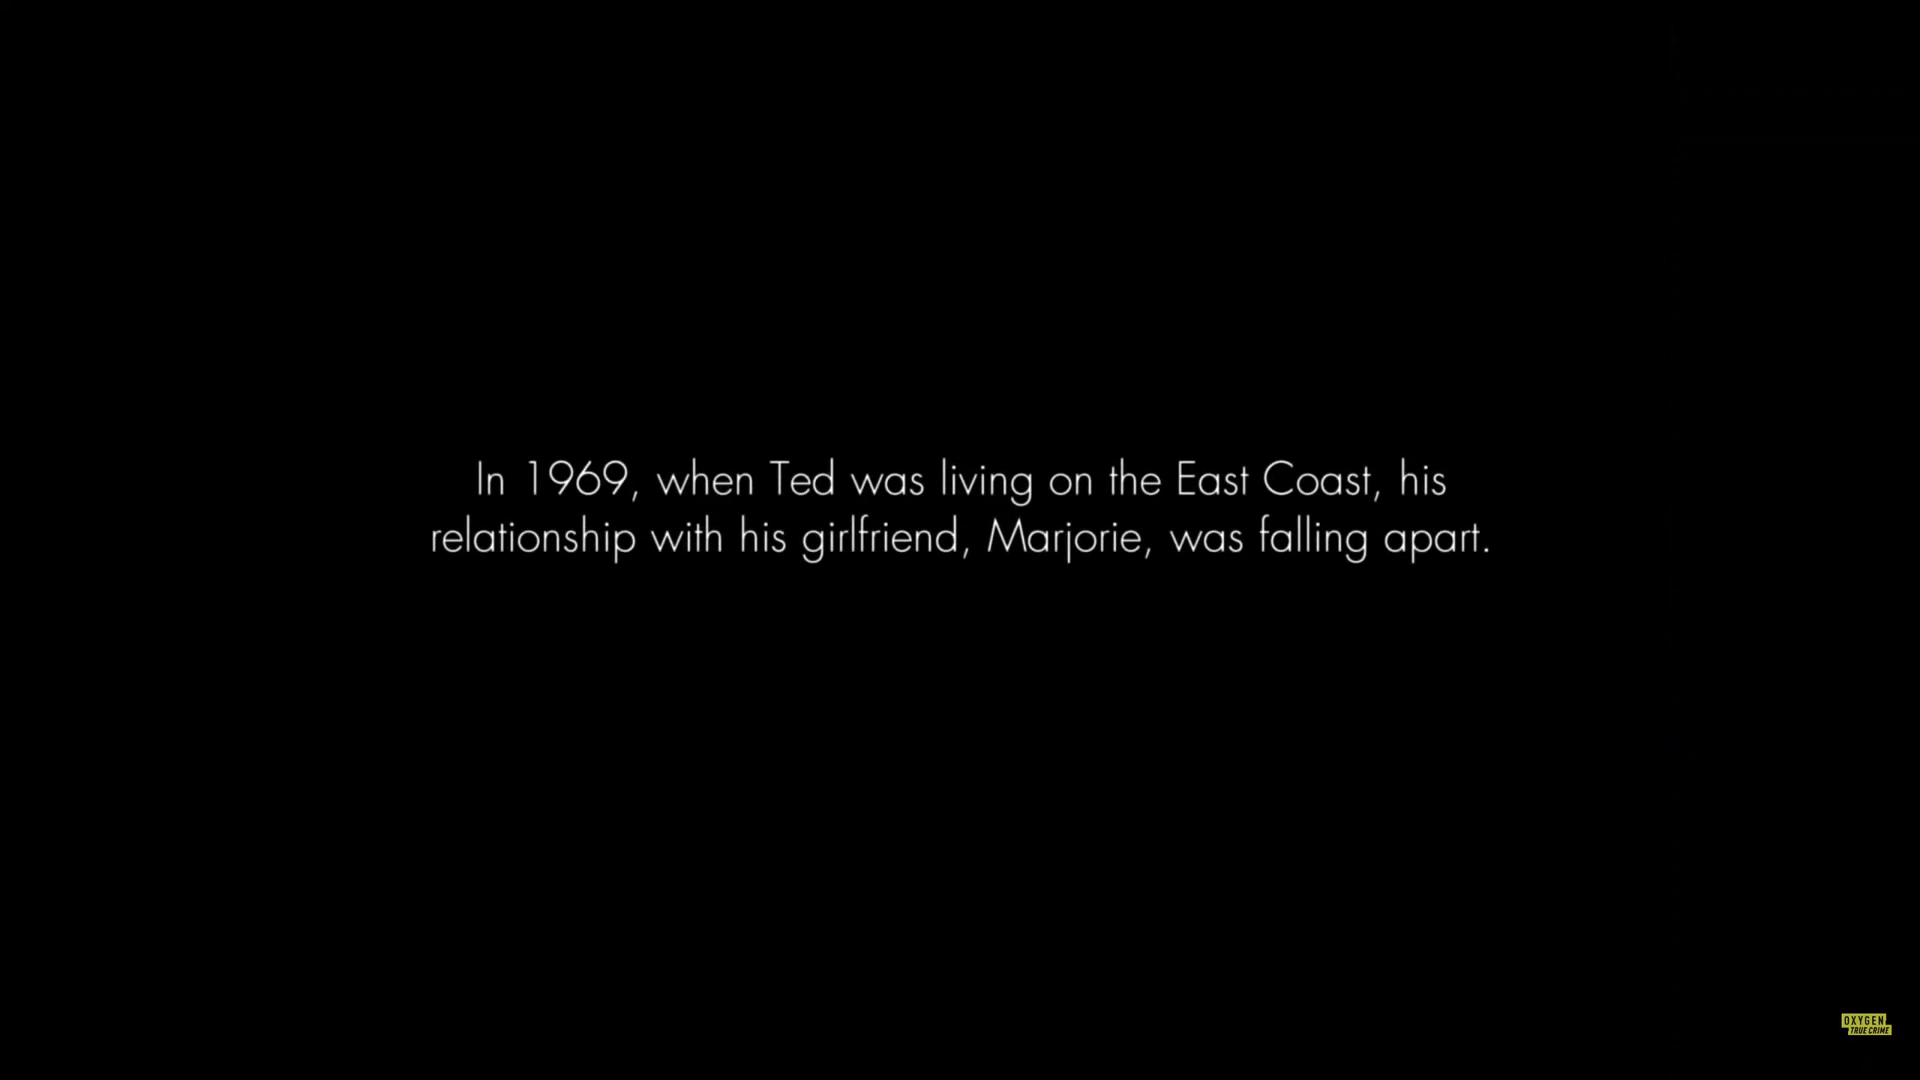 In 1969, when Ted was living on the East Coast, his
relationship with his girlfriend, Marjorie, was falling apart.
OXYGEN
TRUE CRIME